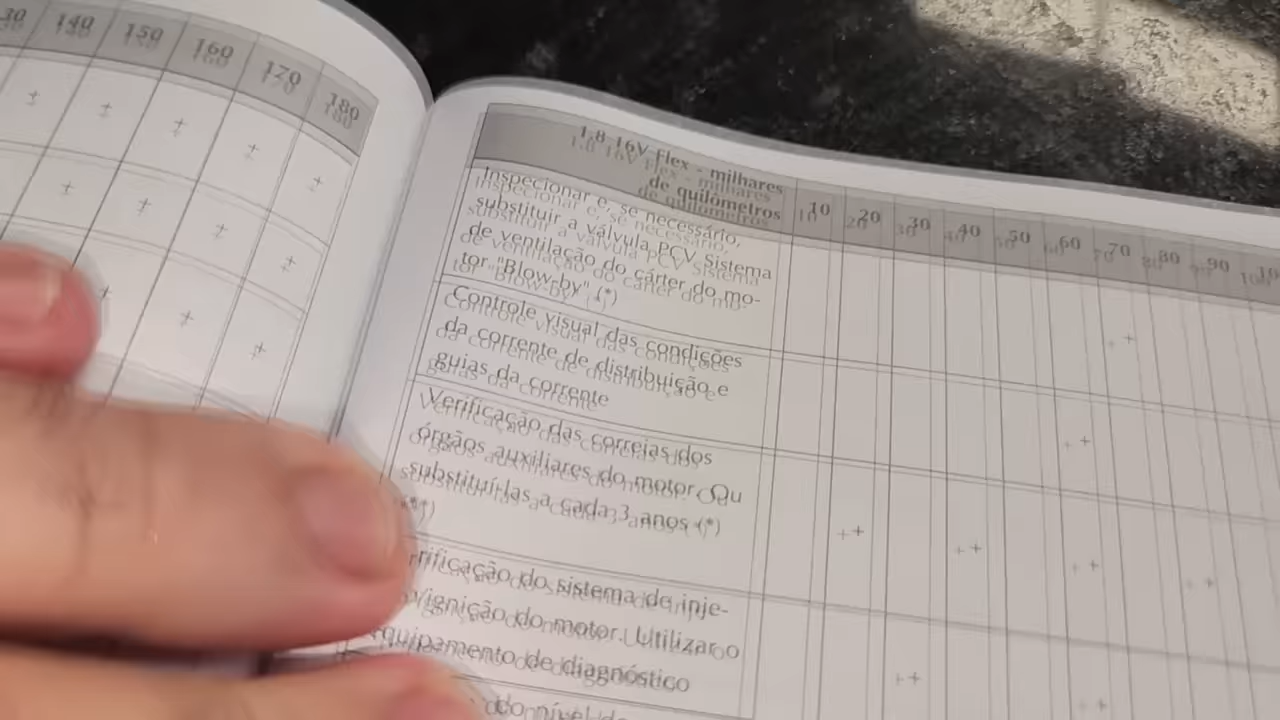 140 150 160 170 180
1.8 16V Flex - milhares
de quilómetros
10 20 30 40 50 60 70 80 90
Inspecionar e, se necessário,
substituir a válvula PCV Sistema
de ventilação do cárter do mo-
tor "Blow-by" (*)
+
Controle visual das condições
da corrente de distribuição e
guias da corrente
+
Verificação das correias dos
órgãos auxiliares do motor. Ou
substituí-las a cada 3 anos (*)
+ + + +
rificação do sistema de inje-
ignição do motor. Utilizar o
quipamento de diagnóstico
+ +
do nível d